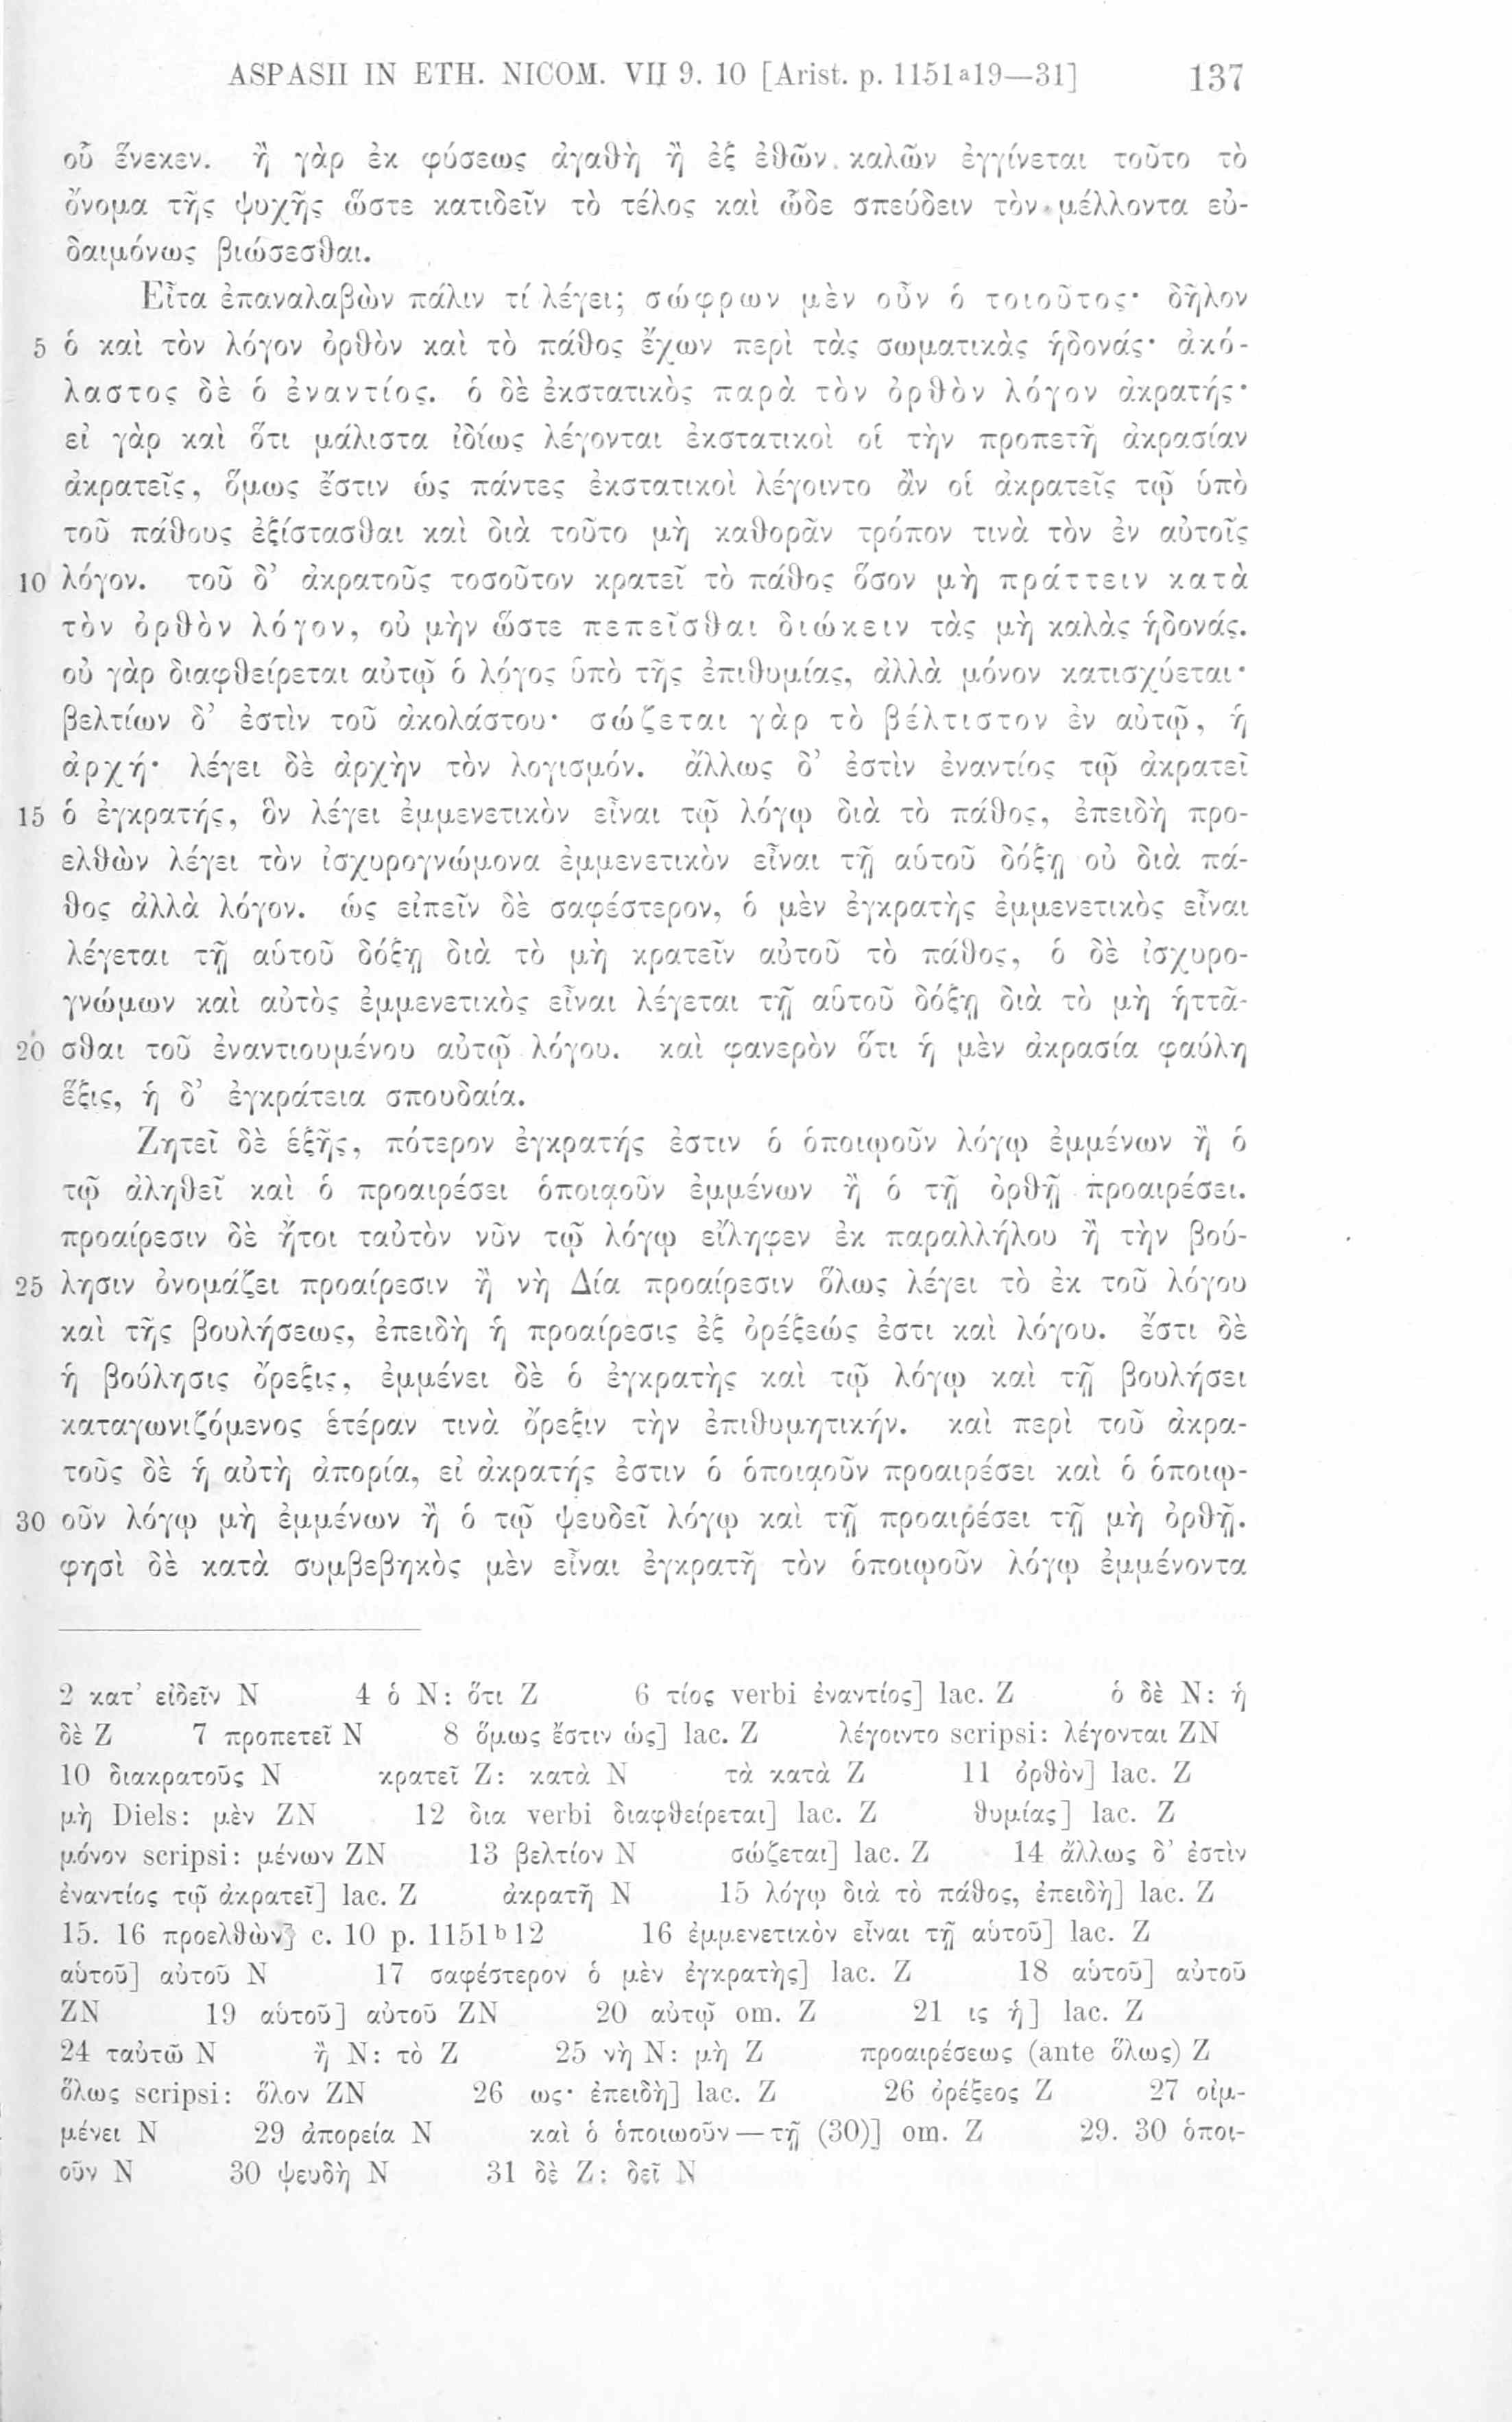 ASPASII IN ETH. NICOM. VII 9. 10 [Arist. p. 1151a19—31] 137
οὗ ἕνεκεν. ἢ γὰρ ἐκ φύσεως ἀγαθὴ ἢ ἐξ ἐθῶν καλῶν ἐγγίνεται τοῦτο τὸ
ὄνομα τῆς ψυχῆς ὥστε κατιδεῖν τὸ τέλος καὶ ὧδε σπεύδειν τὸν μέλλοντα εὐ-
δαιμόνως βιώσεσθαι.
Εἶτα ἐπαναλαβὼν πάλιν τί λέγει; σώφρων μὲν οὖν ὁ τοιοῦτος· δῆλον
5 ὁ καὶ τὸν λόγον ὀρθὸν καὶ τὸ πάθος ἔχων περὶ τὰς σωματικὰς ἡδονάς· ἀκό-
λαστος δὲ ὁ ἐναντίος. ὁ δὲ ἐκστατικὸς παρὰ τὸν ὀρθὸν λόγον ἀκρατής·
εἰ γὰρ καὶ ὅτι μάλιστα ἰδίως λέγονται ἐκστατικοὶ οἱ τὴν προπετῆ ἀκρασίαν
ἀκρατεῖς, ὅμως ἔστιν ὡς πάντες ἐκστατικοὶ λέγοιντο ἂν οἱ ἀκρατεῖς τῷ ὑπὸ
τοῦ πάθους ἐξίστασθαι καὶ διὰ τοῦτο μὴ καθορᾶν τρόπον τινὰ τὸν ἐν αὐτοῖς
10 λόγον. τοῦ δ’ ἀκρατοῦς τοσοῦτον κρατεῖ τὸ πάθος ὅσον μὴ πράττειν κατὰ
τὸν ὀρθὸν λόγον, οὐ μὴν ὥστε πεπεῖσθαι διώκειν τὰς μὴ καλὰς ἡδονάς.
οὐ γὰρ διαφθείρεται αὐτῷ ὁ λόγος ὑπὸ τῆς ἐπιθυμίας, ἀλλὰ μόνον κατισχύεται·
βελτίων δ’ ἐστὶν τοῦ ἀκολάστου· σώζεται γὰρ τὸ βέλτιστον ἐν αὐτῷ, ἡ
ἀρχή· λέγει δὲ ἀρχὴν τὸν λογισμόν. ἄλλως δ’ ἐστὶν ἐναντίος τῷ ἀκρατεῖ
15 ὁ ἐγκρατής, ὃν λέγει ἐμμενετικὸν εἶναι τῷ λόγῳ διὰ τὸ πάθος, ἐπειδὴ προ-
ελθὼν λέγει τὸν ἰσχυρογνώμονα ἐμμενετικὸν εἶναι τῇ αὑτοῦ δόξῃ οὐ διὰ πά-
θος ἀλλὰ λόγον. ὡς εἰπεῖν δὲ σαφέστερον, ὁ μὲν ἐγκρατὴς ἐμμενετικὸς εἶναι
λέγεται τῇ αὑτοῦ δόξῃ διὰ τὸ μὴ κρατεῖν αὐτοῦ τὸ πάθος, ὁ δὲ ἰσχυρο-
γνώμων καὶ αὐτὸς ἐμμενετικὸς εἶναι λέγεται τῇ αὑτοῦ δόξῃ διὰ τὸ μὴ ἡττᾶ-
20 σθαι τοῦ ἐναντιουμένου αὐτῷ λόγου. καὶ φανερὸν ὅτι ἡ μὲν ἀκρασία φαύλη
ἕξις, ἡ δ’ ἐγκράτεια σπουδαία.
Ζητεῖ δὲ ἑξῆς, πότερον ἐγκρατής ἐστιν ὁ ὁποιῳοῦν λόγῳ ἐμμένων ἢ ὁ
τῷ ἀληθεῖ καὶ ὁ προαιρέσει ὁποιᾳοῦν ἐμμένων ἢ ὁ τῇ ὀρθῇ προαιρέσει.
προαίρεσιν δὲ ἤτοι ταὐτὸν νῦν τῷ λόγῳ εἴληφεν ἐκ παραλλήλου ἢ τὴν βού-
25 λησιν ὀνομάζει προαίρεσιν ἢ νὴ Δία προαίρεσιν ὅλως λέγει τὸ ἐκ τοῦ λόγου
καὶ τῆς βουλήσεως, ἐπειδὴ ἡ προαίρεσις ἐξ ὀρέξεώς ἐστι καὶ λόγου. ἔστι δὲ
ἡ βούλησις ὄρεξις, ἐμμένει δὲ ὁ ἐγκρατὴς καὶ τῷ λόγῳ καὶ τῇ βουλήσει
καταγωνιζόμενος ἑτέραν τινὰ ὄρεξιν τὴν ἐπιθυμητικήν. καὶ περὶ τοῦ ἀκρα-
τοῦς δὲ ἡ αὐτὴ ἀπορία, εἰ ἀκρατής ἐστιν ὁ ὁποιᾳοῦν προαιρέσει καὶ ὁ ὁποιῳ-
30 οῦν λόγῳ μὴ ἐμμένων ἢ ὁ τῷ ψευδεῖ λόγῳ καὶ τῇ προαιρέσει τῇ μὴ ὀρθῇ.
φησὶ δὲ κατὰ συμβεβηκὸς μὲν εἶναι ἐγκρατῆ τὸν ὁποιῳοῦν λόγῳ ἐμμένοντα
2 κατ’ εἰδεῖν N 4 ὁ N: ὅτι Z 6 τίος verbi ἐναντίος] lac. Z ὁ δὲ N: ἡ
δὲ Z 7 προπετεῖ N 8 ὅμως ἔστιν ὡς] lac. Z λέγοιντο scripsi: λέγονται ZN
10 διακρατοῦς N κρατεῖ Z: κατὰ N τὰ κατὰ Z 11 ὀρθὸν] lac. Z
μὴ Diels: μὲν ZN 12 δια verbi διαφθείρεται] lac. Z θυμίας] lac. Z
μόνον scripsi: μένων ZN 13 βελτίον N σώζεται] lac. Z 14 ἄλλως δ’ ἐστὶν
ἐναντίος τῷ ἀκρατεῖ] lac. Z ἀκρατῆ N 15 λόγῳ διὰ τὸ πάθος, ἐπειδὴ] lac. Z
15. 16 προελθὼν] c. 10 p. 1151b12 16 ἐμμενετικὸν εἶναι τῇ αὑτοῦ] lac. Z
αὑτοῦ] αὐτοῦ N 17 σαφέστερον ὁ μὲν ἐγκρατὴς] lac. Z 18 αὑτοῦ] αὐτοῦ
ZN 19 αὑτοῦ] αὐτοῦ ZN 20 αὐτῷ om. Z 21 ις ἡ] lac. Z
24 ταὐτῶ N ἢ N: τὸ Z 25 νὴ N: μὴ Z προαιρέσεως (ante ὅλως) Z
ὅλως scripsi: ὅλον ZN 26 ως· ἐπειδὴ] lac. Z 26 ὀρέξεος Z 27 οἰμ-
μένει N 29 ἀπορεία N καὶ ὁ ὁποιωοῦν — τῇ (30)] om. Z 29. 30 ὁποι-
οῦν N 30 ψευδῆ N 31 δὲ Z: δεῖ N